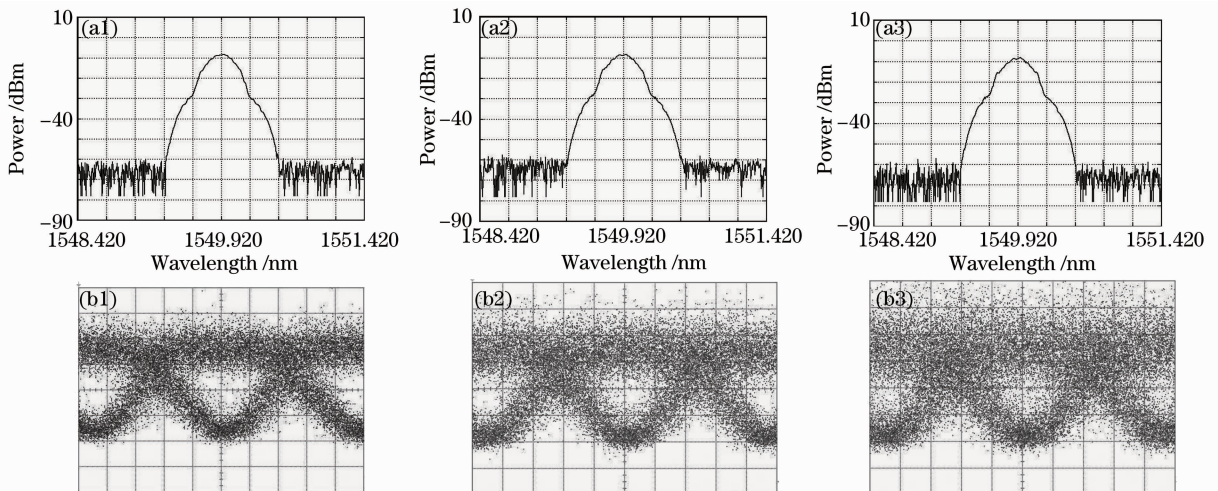 10
(a1)
Power /dBm
−40
−90
1548.420
1549.920
1551.420
Wavelength /nm
10
(a2)
Power /dBm
−40
−90
1548.420
1549.920
1551.420
Wavelength /nm
10
(a3)
Power /dBm
−40
−90
1548.420
1549.920
1551.420
Wavelength /nm
(b1)
(b2)
(b3)